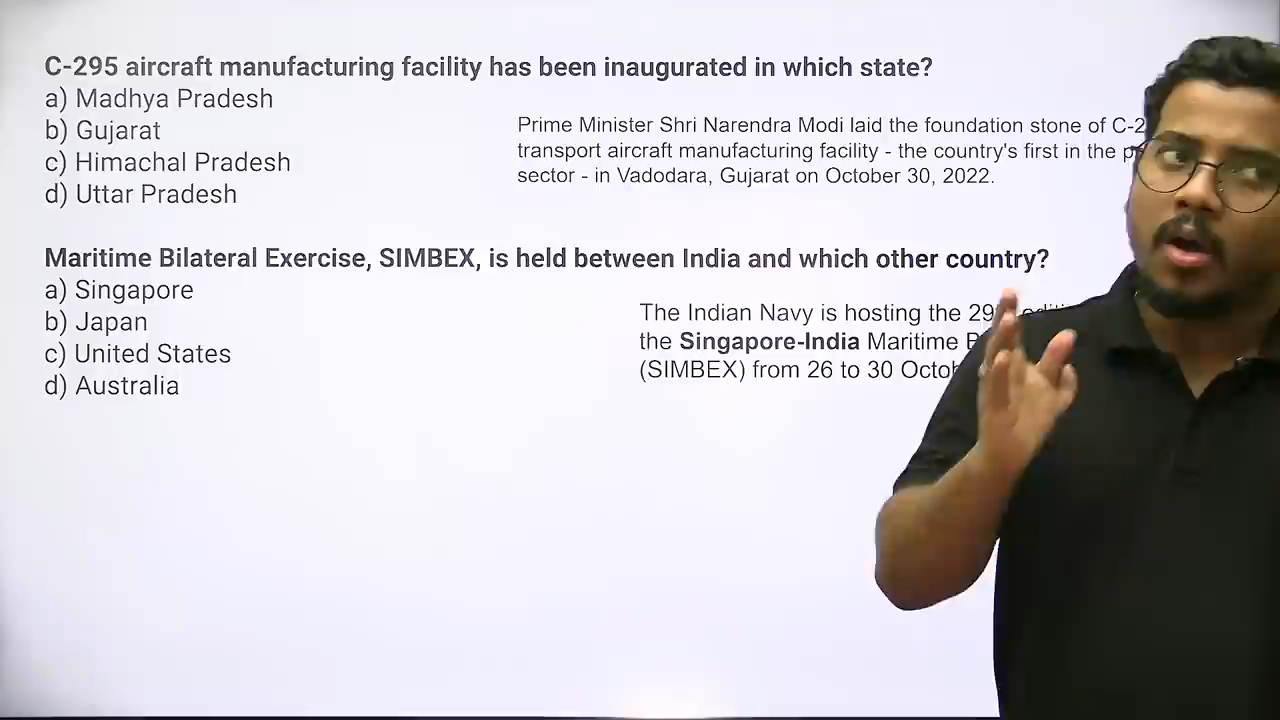 C-295 aircraft manufacturing facility has been inaugurated in which state?
a) Madhya Pradesh
b) Gujarat
c) Himachal Pradesh
d) Uttar Pradesh
Prime Minister Shri Narendra Modi laid the foundation stone of
transport aircraft manufacturing facility - the country's first in the
sector - in Vadodara, Gujarat on October 30, 2022.
Maritime Bilateral Exercise, SIMBEX, is held between India and which other country?
a) Singapore
b) Japan
c) United States
d) Australia
The Indian Navy is hosting the
the Singapore-India Maritime
(SIMBEX) from 26 to 30